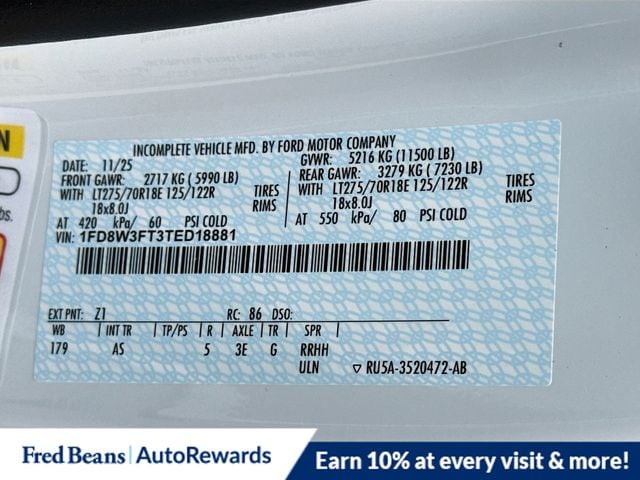 N
bs.
INCOMPLETE VEHICLE MFD. BY FORD MOTOR COMPANY
DATE: 11/25 GVWR: 5216 KG (11500 LB)
FRONT GAWR: 2717 KG ( 5990 LB) REAR GAWR: 3279 KG ( 7230 LB)
WITH LT275/70R18E 125/122R TIRES WITH LT275/70R18E 125/122R TIRES
18x8.0J RIMS 18x8.0J RIMS
AT 420 kPa/ 60 PSI COLD AT 550 kPa/ 80 PSI COLD
VIN: 1FD8W3FT3TED18881
EXT PNT: Z1 RC: 86 DSO:
WB | INT TR | TP/PS | R | AXLE | TR | SPR |
179 AS 5 3E G RRHH
ULN ▽ RU5A-3520472-AB
Fred Beans | AutoRewards
Earn 10% at every visit & more!